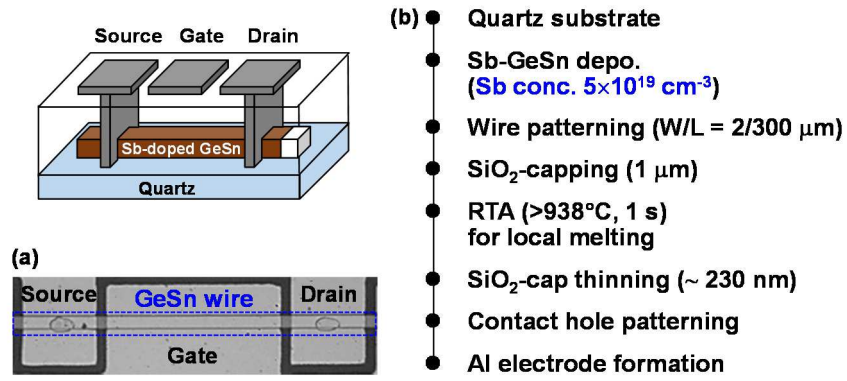 Source Gate Drain
Sb-doped GeSn
Quartz
(a)
Source GeSn wire Drain
Gate
(b)
Quartz substrate
Sb-GeSn depo.
(Sb conc. 5×10¹⁹ cm⁻³)
Wire patterning (W/L = 2/300 μm)
SiO₂-capping (1 μm)
RTA (>938°C, 1 s)
for local melting
SiO₂-cap thinning (~ 230 nm)
Contact hole patterning
Al electrode formation